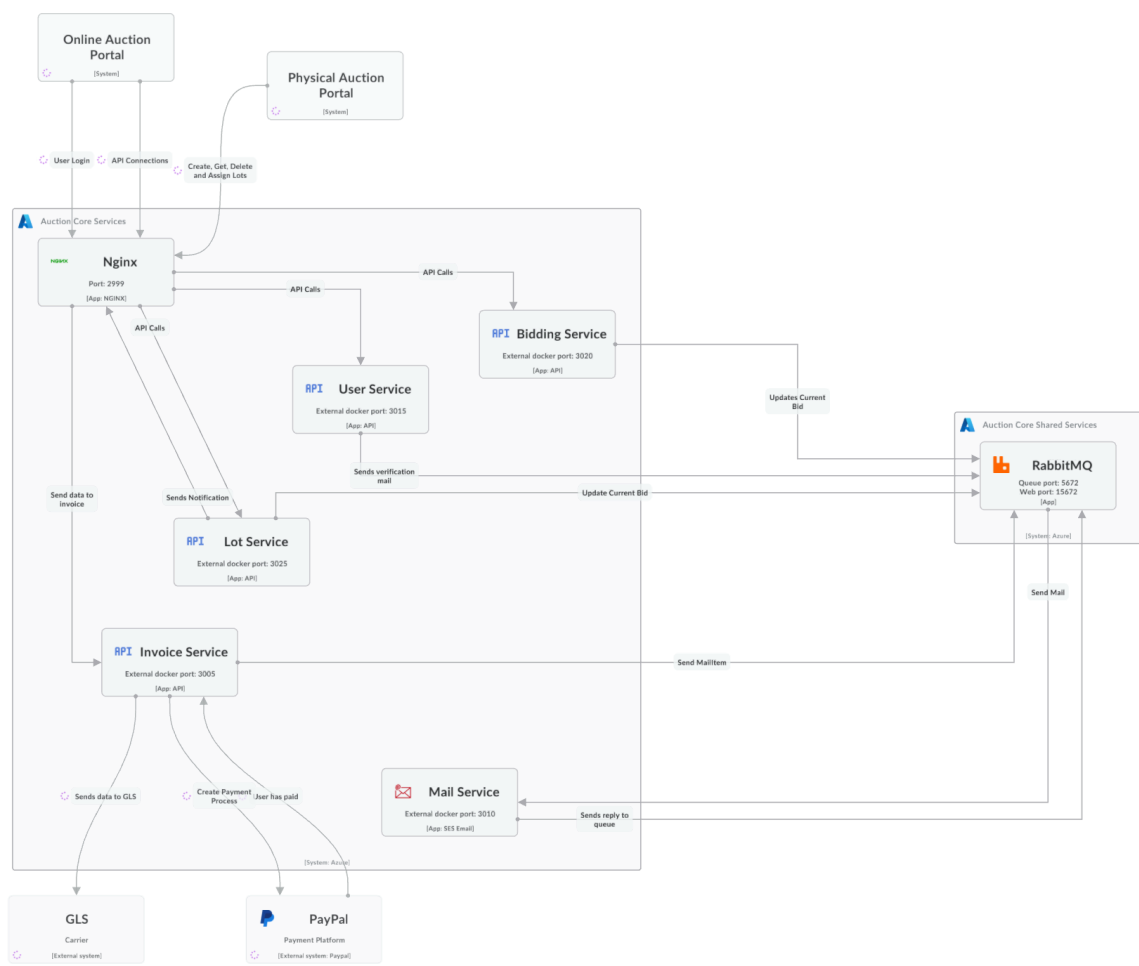 Online Auction
Portal
[System]
Physical Auction
Portal
[System]
User Login
API Connections
Create, Get, Delete
and Assign Lots
Auction Core Services
NGINX
Nginx
Port: 2999
[App: NGINX]
API Calls
API Calls
API Calls
API Bidding Service
External docker port: 3020
[App: API]
API User Service
External docker port: 3015
[App: API]
Updates Current
Bid
Auction Core Shared Services
RabbitMQ
Queue port: 5672
Web port: 15672
[App]
[System: Azure]
Sends verification
mail
Send data to
invoice
Sends Notification
Update Current Bid
API Lot Service
External docker port: 3025
[App: API]
Send Mail
API Invoice Service
External docker port: 3005
[App: API]
Send MailItem
Sends data to GLS
Create Payment
Process
User has paid
Mail Service
External docker port: 3010
[App: SES Email]
Sends reply to
queue
[System: Azure]
GLS
Carrier
[External system]
PayPal
Payment Platform
[External system: Paypal]